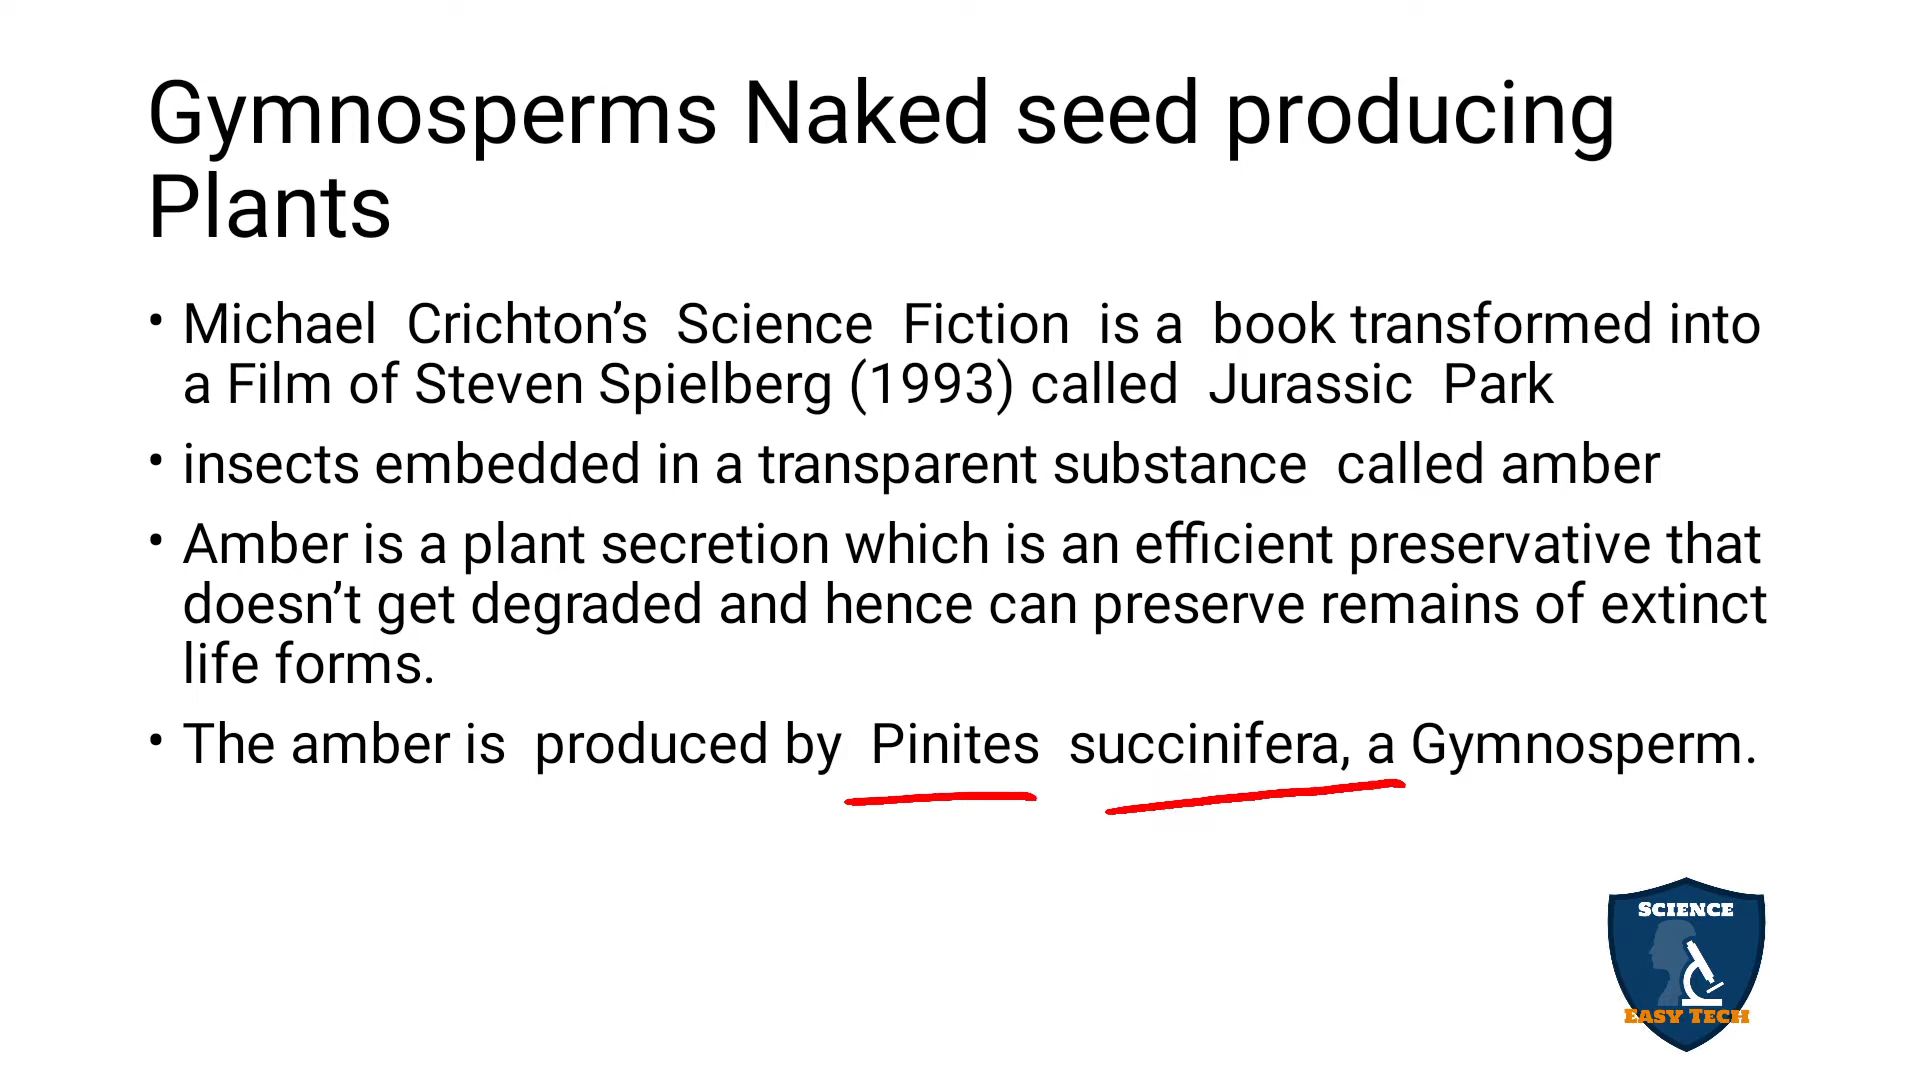 Gymnosperms Naked seed producing
Plants
• Michael Crichton’s Science Fiction is a book transformed into
a Film of Steven Spielberg (1993) called Jurassic Park
• insects embedded in a transparent substance called amber
• Amber is a plant secretion which is an efficient preservative that
doesn’t get degraded and hence can preserve remains of extinct
life forms.
• The amber is produced by Pinites succinifera, a Gymnosperm.
SCIENCE
EASY TECH